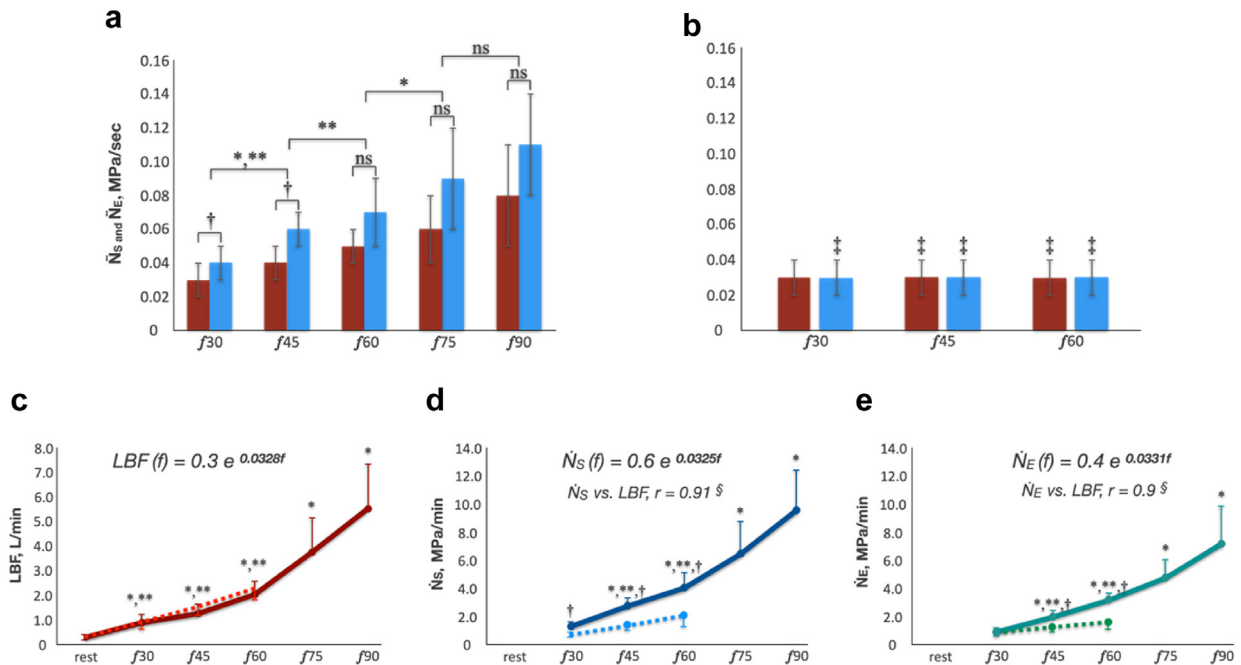 a
0.16
0.14
0.12
0.10
0.08
0.06
0.04
0.02
0
N̄S and N̄E, MPa/sec
†
*,**
†
**
ns
*
ns
ns
ns
f30 f45 f60 f75 f90
b
0.16
0.14
0.12
0.10
0.08
0.06
0.04
0.02
0
‡
‡ ‡
‡ ‡
f30 f45 f60
c
LBF, L/min
8.0
7.0
6.0
5.0
4.0
3.0
2.0
1.0
0
LBF (f) = 0.3 e 0.0328f
*,**
*,**
*,**
*
*
rest f30 f45 f60 f75 f90
d
ṄS, MPa/min
14.0
12.0
10.0
8.0
6.0
4.0
2.0
0
ṄS (f) = 0.6 e 0.0325f
ṄS vs. LBF, r = 0.91 §
†
*,**,†
*,**,†
*
*
rest f30 f45 f60 f75 f90
e
ṄE, MPa/min
14.0
12.0
10.0
8.0
6.0
4.0
2.0
0
ṄE (f) = 0.4 e 0.0331f
ṄE vs. LBF, r = 0.9 §
*,**,†
*,**,†
*
*
rest f30 f45 f60 f75 f90